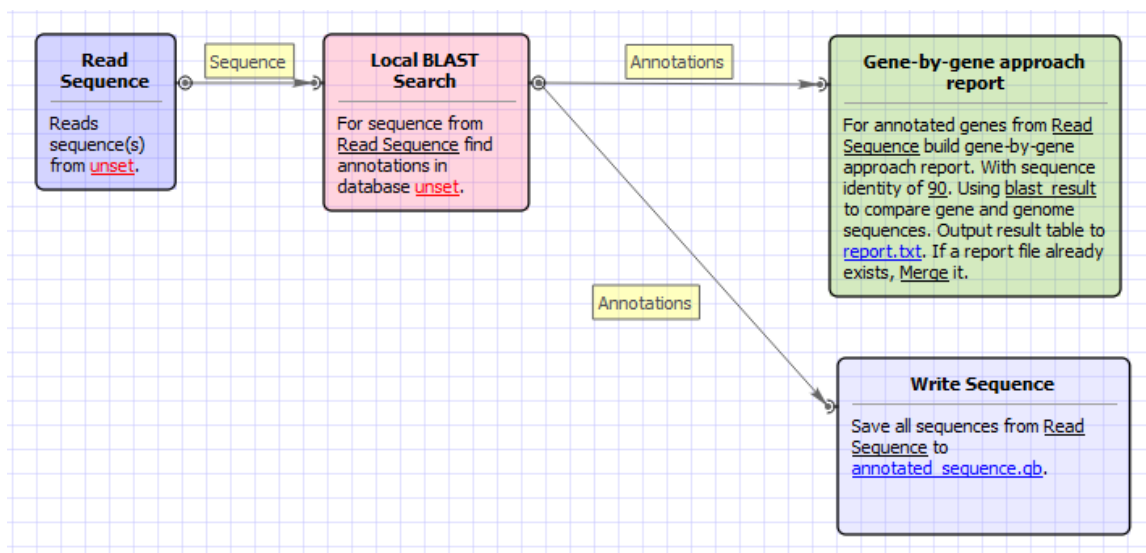 Read
Sequence
Reads
sequence(s)
from unset.
Sequence
Local BLAST
Search
For sequence from
Read Sequence find
annotations in
database unset.
Annotations
Gene-by-gene approach
report
For annotated genes from Read
Sequence build gene-by-gene
approach report. With sequence
identity of 90. Using blast_result
to compare gene and genome
sequences. Output result table to
report.txt. If a report file already
exists, Merge it.
Annotations
Write Sequence
Save all sequences from Read
Sequence to
annotated_sequence.gb.